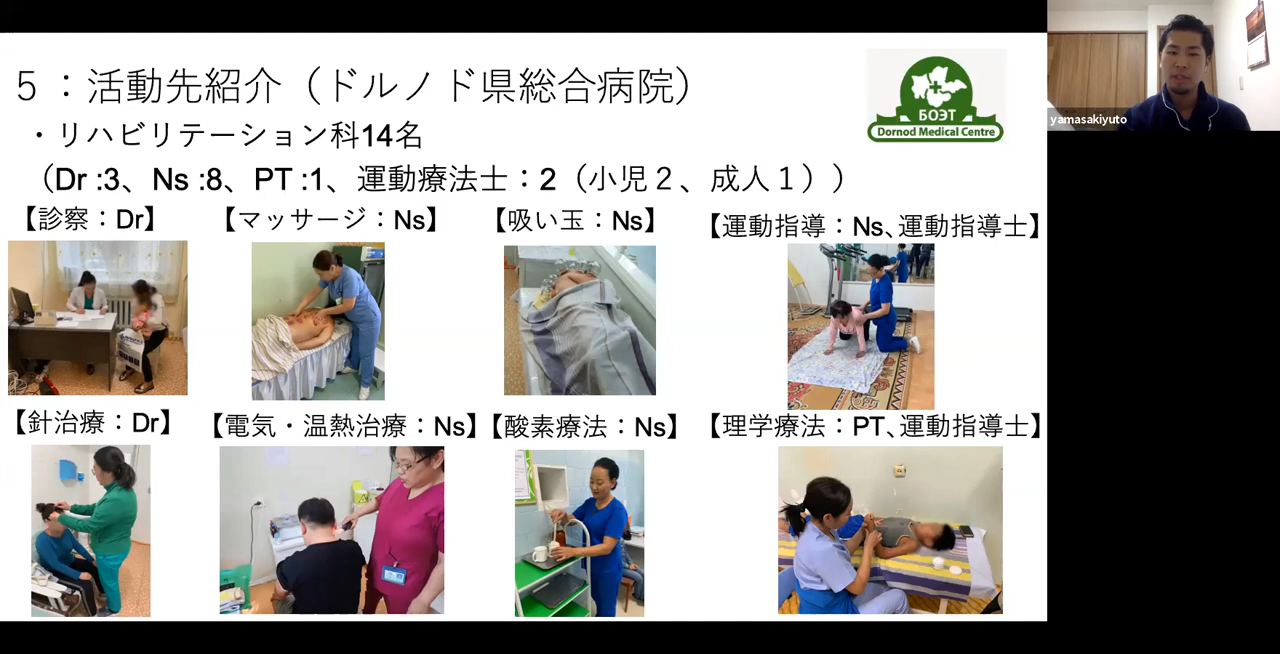 5：活動先紹介（ドルノド県総合病院）
БОЭТ
Dornod Medical Centre
・リハビリテーション科14名
（Dr :3、Ns :8、PT :1、運動療法士：2（小児２、成人１））
【診察：Dr】
【マッサージ：Ns】
【吸い玉：Ns】
【運動指導：Ns、運動指導士】
【針治療：Dr】
【電気・温熱治療：Ns】
【酸素療法：Ns】
【理学療法：PT、運動指導士】
yamasakiyuto